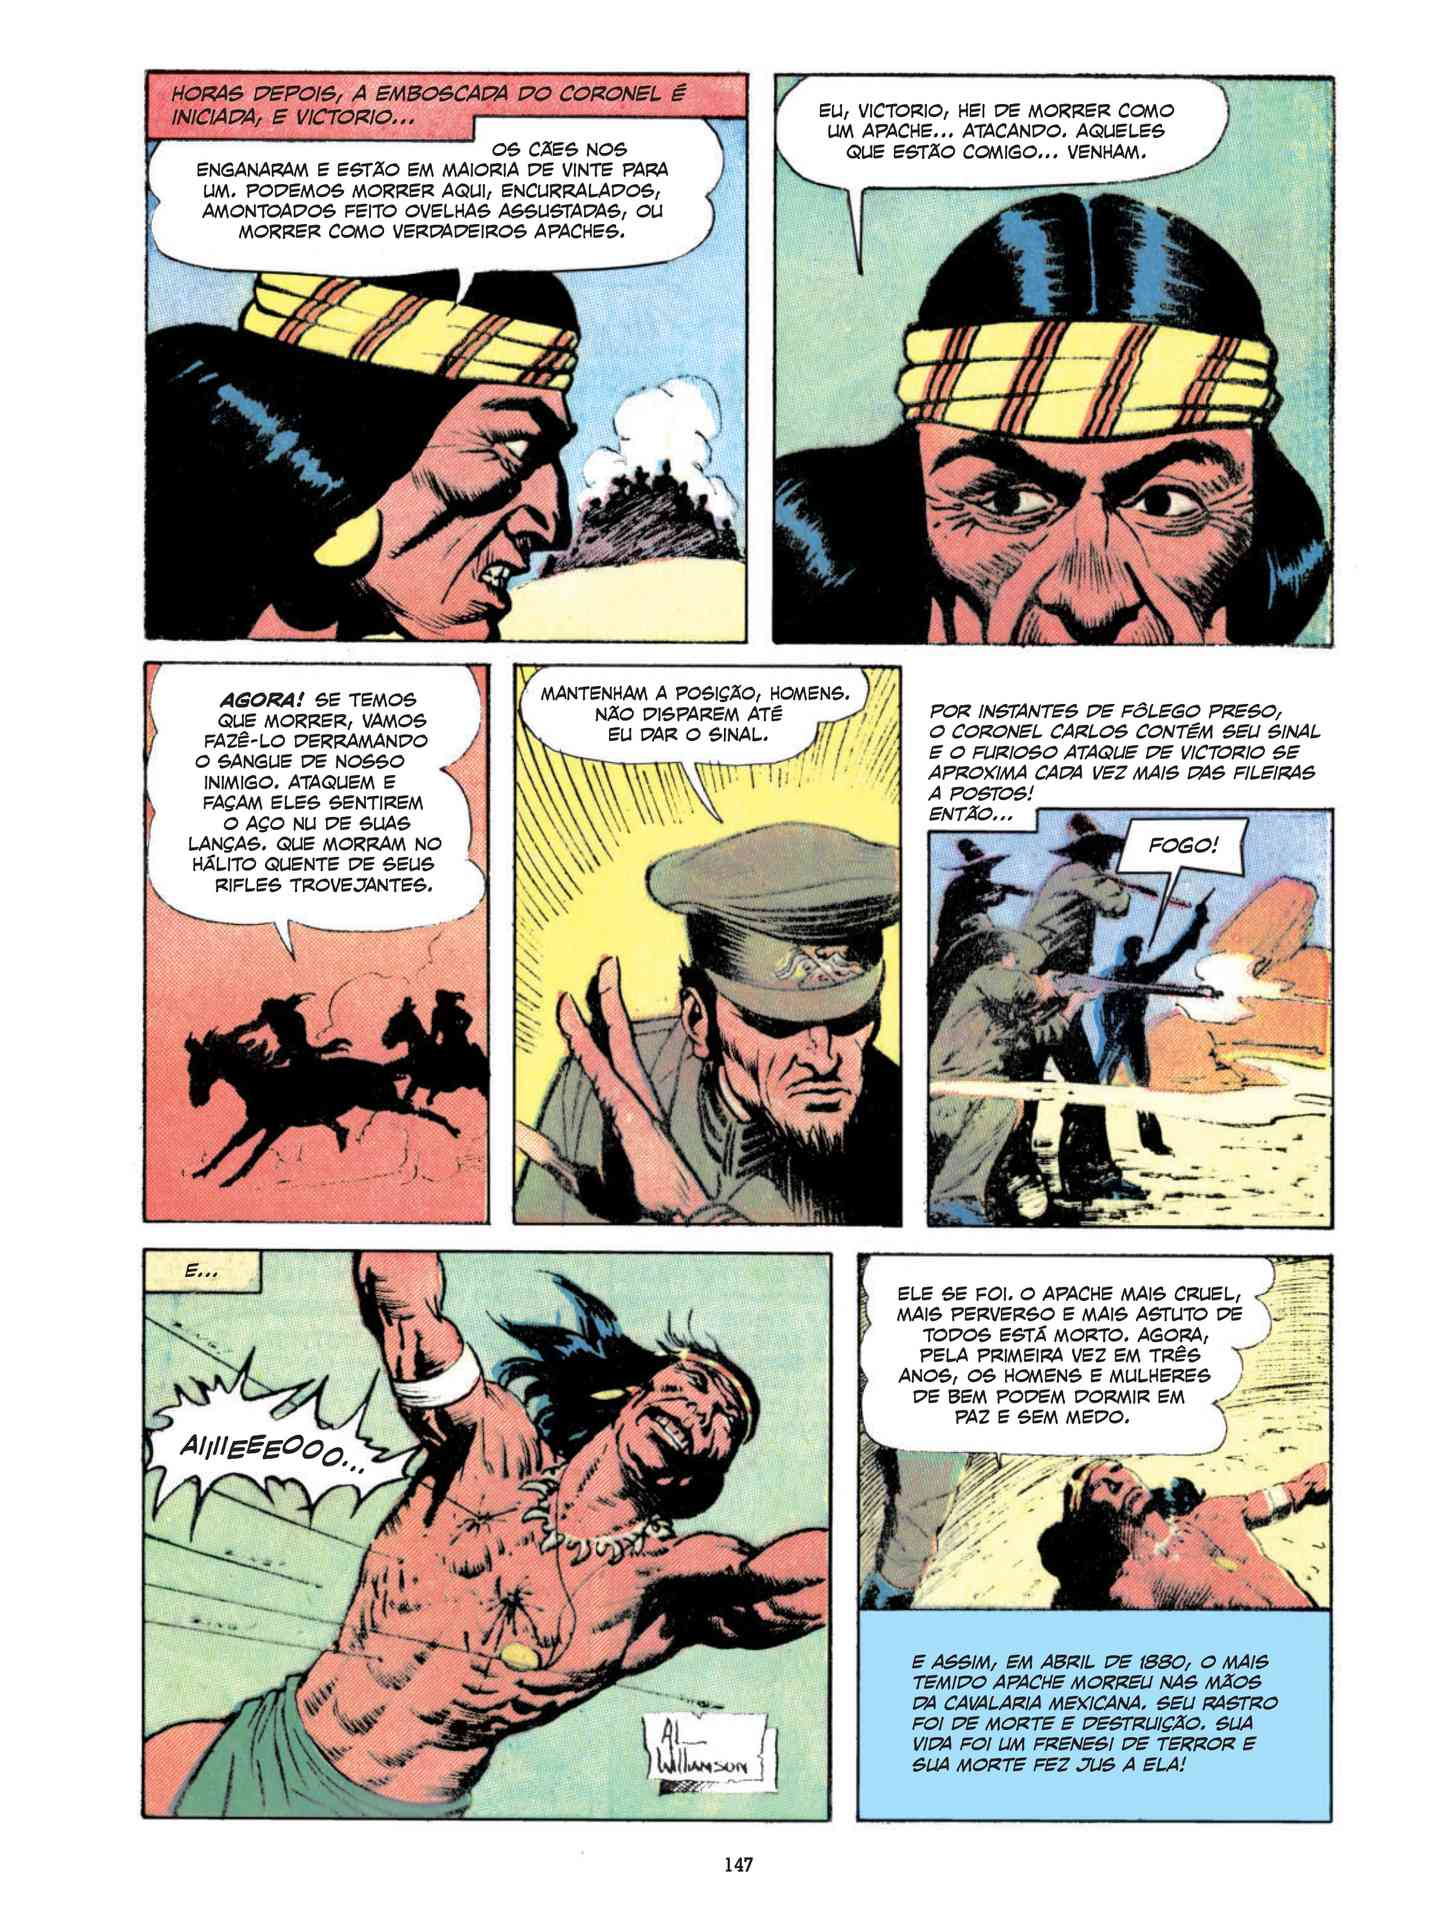 HORAS DEPOIS, A EMBOSCADA DO CORONEL É
INICIADA, E VICTORIO...
OS CÃES NOS
ENGANARAM E ESTÃO EM MAIORIA DE VINTE PARA
UM. PODEMOS MORRER AQUI, ENCURRALADOS,
AMONTOADOS FEITO OVELHAS ASSUSTADAS, OU
MORRER COMO VERDADEIROS APACHES.
EU, VICTORIO, HEI DE MORRER COMO
UM APACHE... ATACANDO. AQUELES
QUE ESTÃO COMIGO... VENHAM.
AGORA! SE TEMOS
QUE MORRER, VAMOS
FAZÊ-LO DERRAMANDO
O SANGUE DE NOSSO
INIMIGO. ATAQUEM E
FAÇAM ELES SENTIREM
O AÇO NU DE SUAS
LANÇAS. QUE MORRAM NO
HÁLITO QUENTE DE SEUS
RIFLES TROVEJANTES.
MANTENHAM A POSIÇÃO, HOMENS.
NÃO DISPAREM ATÉ
EU DAR O SINAL.
POR INSTANTES DE FÔLEGO PRESO,
O CORONEL CARLOS CONTÉM SEU SINAL
E O FURIOSO ATAQUE DE VICTORIO SE
APROXIMA CADA VEZ MAIS DAS FILEIRAS
A POSTOS!
ENTÃO...
FOGO!
E...
AIIIIEEEEOOO...
AL
WILLIAMSON
ELE SE FOI. O APACHE MAIS CRUEL,
MAIS PERVERSO E MAIS ASTUTO DE
TODOS ESTÁ MORTO. AGORA,
PELA PRIMEIRA VEZ EM TRÊS
ANOS, OS HOMENS E MULHERES
DE BEM PODEM DORMIR EM
PAZ E SEM MEDO.
E ASSIM, EM ABRIL DE 1880, O MAIS
TEMIDO APACHE MORREU NAS MÃOS
DA CAVALARIA MEXICANA. SEU RASTRO
FOI DE MORTE E DESTRUIÇÃO. SUA
VIDA FOI UM FRENESI DE TERROR E
SUA MORTE FEZ JUS A ELA!
147